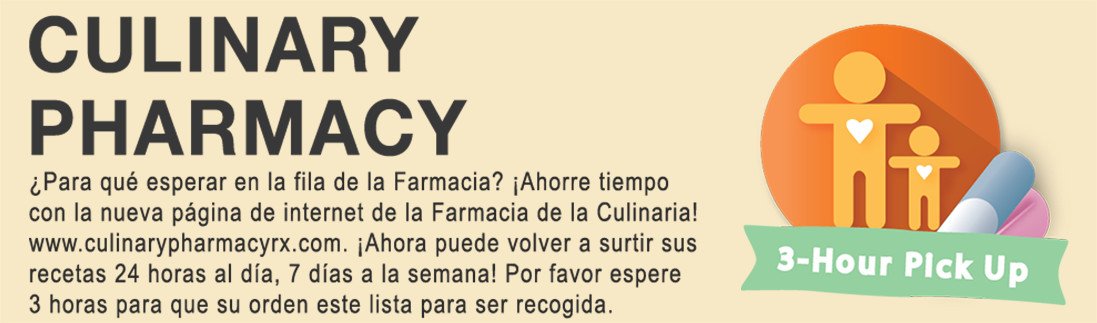 CULINARY
PHARMACY
¿Para qué esperar en la fila de la Farmacia? ¡Ahorre tiempo
con la nueva página de internet de la Farmacia de la Culinaria!
www.culinarypharmacyrx.com. ¡Ahora puede volver a surtir sus
recetas 24 horas al día, 7 días a la semana! Por favor espere
3 horas para que su orden este lista para ser recogida.
3-Hour Pick Up